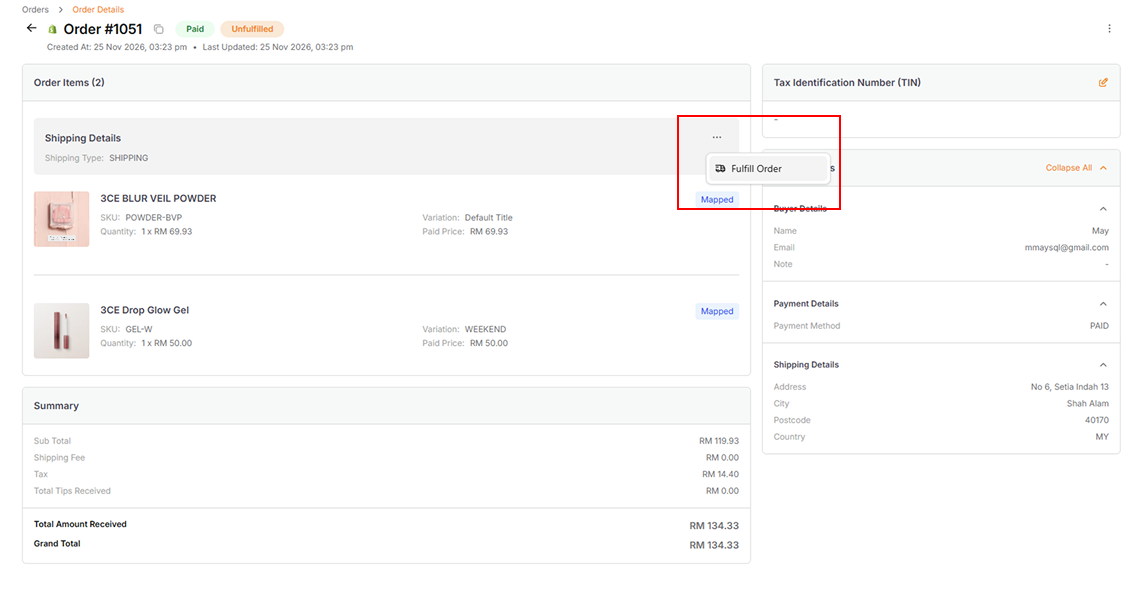 Orders > Order Details
Order #1051 Paid Unfulfilled
Created At: 25 Nov 2026, 03:23 pm • Last Updated: 25 Nov 2026, 03:23 pm
Order Items (2)
Shipping Details
Shipping Type: SHIPPING
Fulfill Order
3CE BLUR VEIL POWDER
Mapped
SKU: POWDER-BVP
Variation: Default Title
Quantity: 1 x RM 69.93
Paid Price: RM 69.93
3CE Drop Glow Gel
Mapped
SKU: GEL-W
Variation: WEEKEND
Quantity: 1 x RM 50.00
Paid Price: RM 50.00
Summary
Sub Total RM 119.93
Shipping Fee RM 0.00
Tax RM 14.40
Total Tips Received RM 0.00
Total Amount Received RM 134.33
Grand Total RM 134.33
Tax Identification Number (TIN)
-
Collapse All
Buyer Details
Name May
Email mmaysql@gmail.com
Note -
Payment Details
Payment Method PAID
Shipping Details
Address No 6, Setia Indah 13
City Shah Alam
Postcode 40170
Country MY